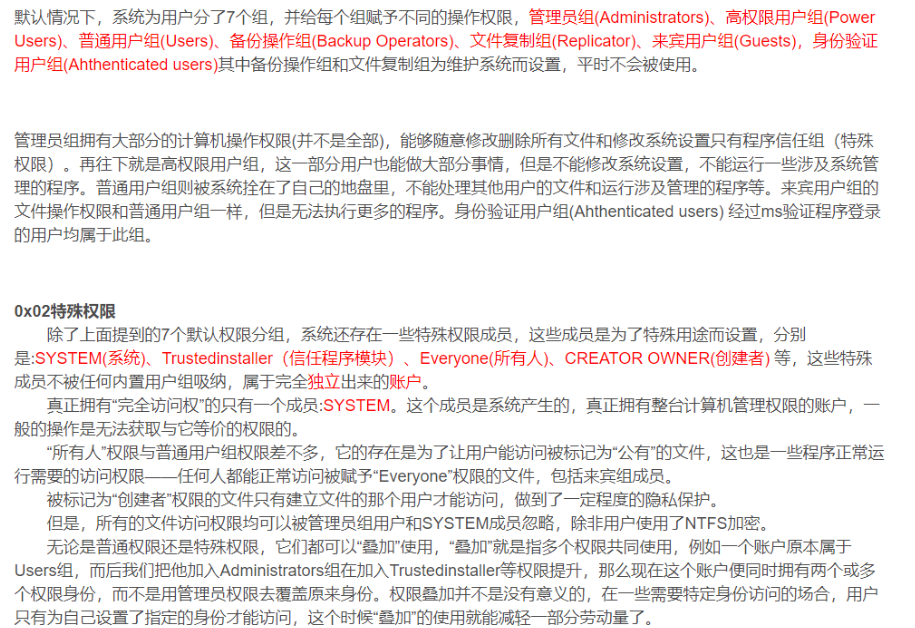 默认情况下，系统为用户分了7个组，并给每个组赋予不同的操作权限，管理员组(Administrators)、高权限用户组(Power
Users)、普通用户组(Users)、备份操作组(Backup Operators)、文件复制组(Replicator)、来宾用户组(Guests)，身份验证
用户组(Ahthenticated users)其中备份操作组和文件复制组为维护系统而设置，平时不会被使用。
管理员组拥有大部分的计算机操作权限(并不是全部)，能够随意修改删除所有文件和修改系统设置只有程序信任组（特殊
权限）。再往下就是高权限用户组，这一部分用户也能做大部分事情，但是不能修改系统设置，不能运行一些涉及系统管
理的程序。普通用户组则被系统拴在了自己的地盘里，不能处理其他用户的文件和运行涉及管理的程序等。来宾用户组的
文件操作权限和普通用户组一样，但是无法执行更多的程序。身份验证用户组(Ahthenticated users) 经过ms验证程序登录
的用户均属于此组。
0x02特殊权限
除了上面提到的7个默认权限分组，系统还存在一些特殊权限成员，这些成员是为了特殊用途而设置，分别
是:SYSTEM(系统)、Trustedinstaller（信任程序模块）、Everyone(所有人)、CREATOR OWNER(创建者) 等，这些特殊
成员不被任何内置用户组吸纳，属于完全独立出来的账户。
真正拥有“完全访问权”的只有一个成员:SYSTEM。这个成员是系统产生的，真正拥有整台计算机管理权限的账户，一
般的操作是无法获取与它等价的权限的。
“所有人”权限与普通用户组权限差不多，它的存在是为了让用户能访问被标记为“公有”的文件，这也是一些程序正常运
行需要的访问权限——任何人都能正常访问被赋予“Everyone”权限的文件，包括来宾组成员。
被标记为“创建者”权限的文件只有建立文件的那个用户才能访问，做到了一定程度的隐私保护。
但是，所有的文件访问权限均可以被管理员组用户和SYSTEM成员忽略，除非用户使用了NTFS加密。
无论是普通权限还是特殊权限，它们都可以“叠加”使用，“叠加”就是指多个权限共同使用，例如一个账户原本属于
Users组，而后我们把他加入Administrators组在加入Trustedinstaller等权限提升，那么现在这个账户便同时拥有两个或多
个权限身份，而不是用管理员权限去覆盖原来身份。权限叠加并不是没有意义的，在一些需要特定身份访问的场合，用户
只有为自己设置了指定的身份才能访问，这个时候“叠加”的使用就能减轻一部分劳动量了。